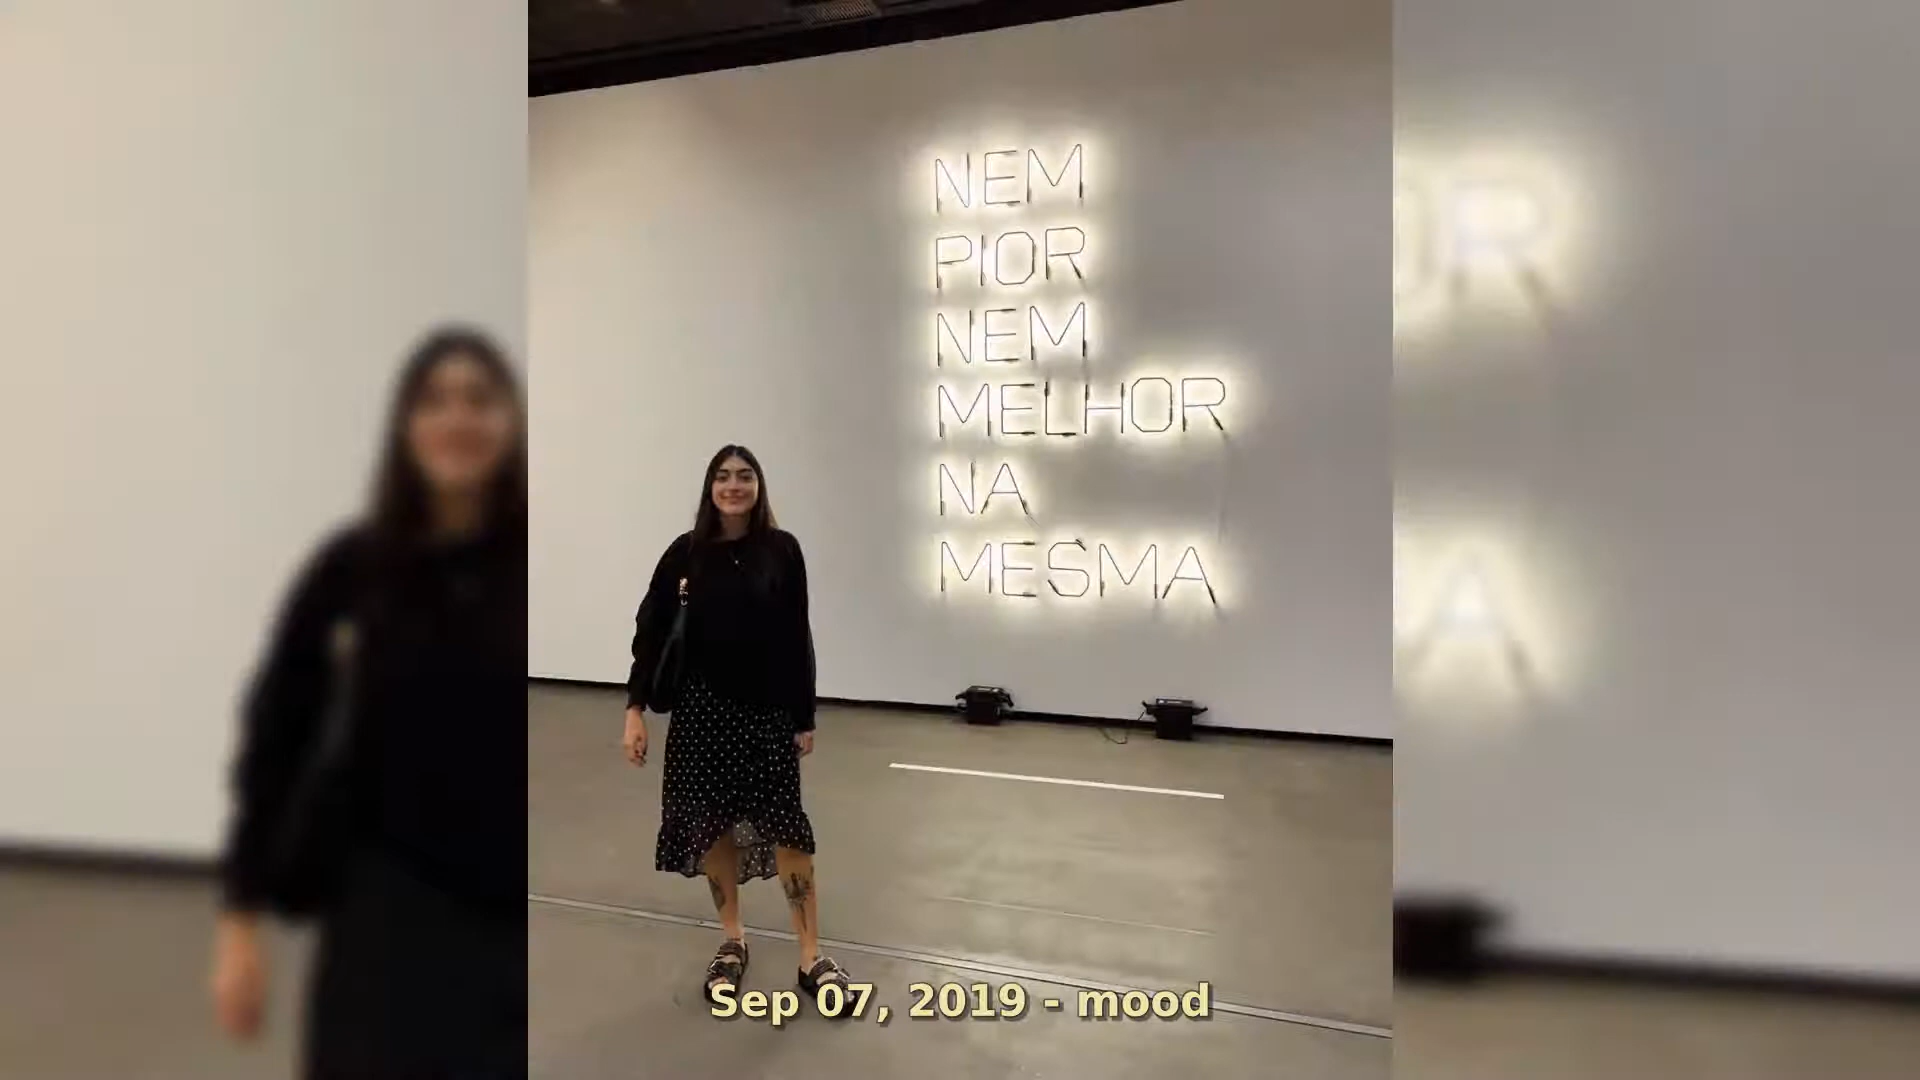 NEM
PIOR
NEM
MELHOR
NA
MESMA
Sep 07, 2019 - mood